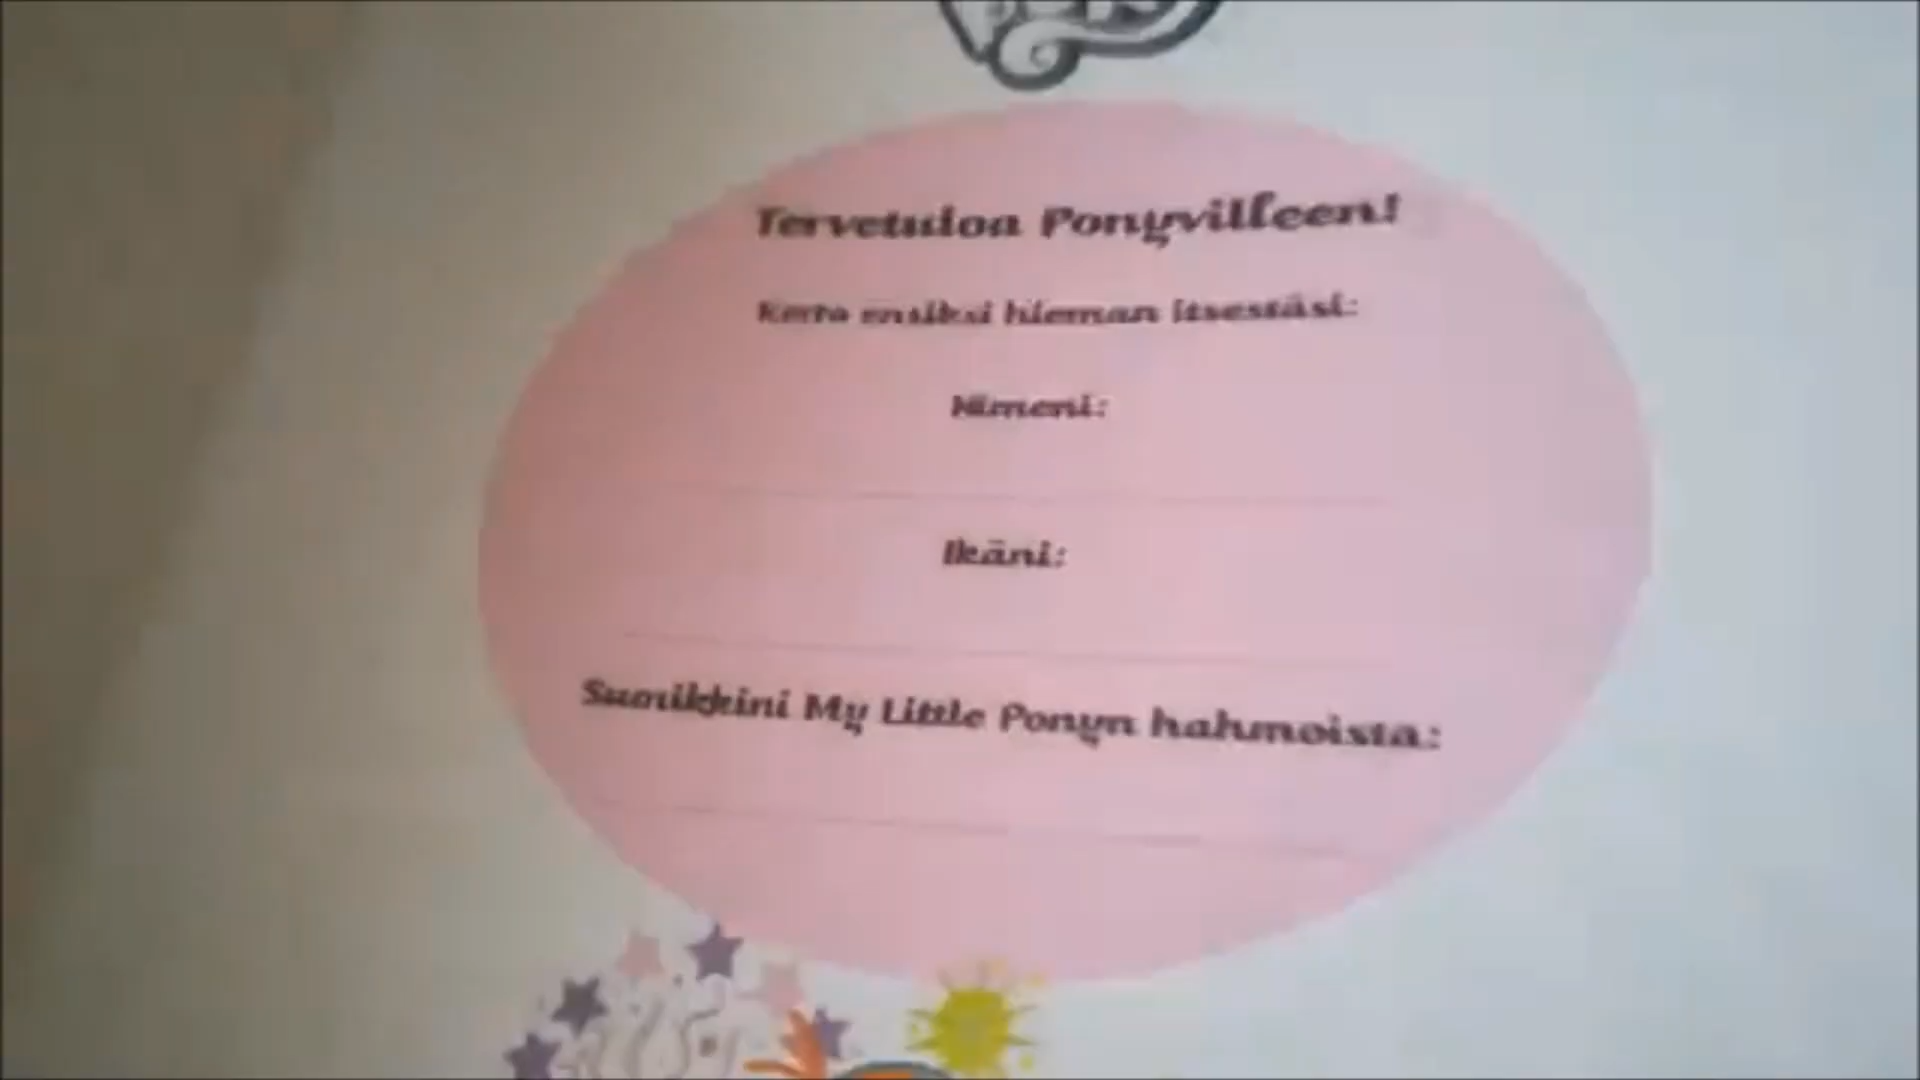 Tervetuloa Ponyvilleen!
Kerro ensiksi hieman itsestäsi:
Nimeni:
Ikäni:
Suosikkini My Little Ponyn hahmoista: